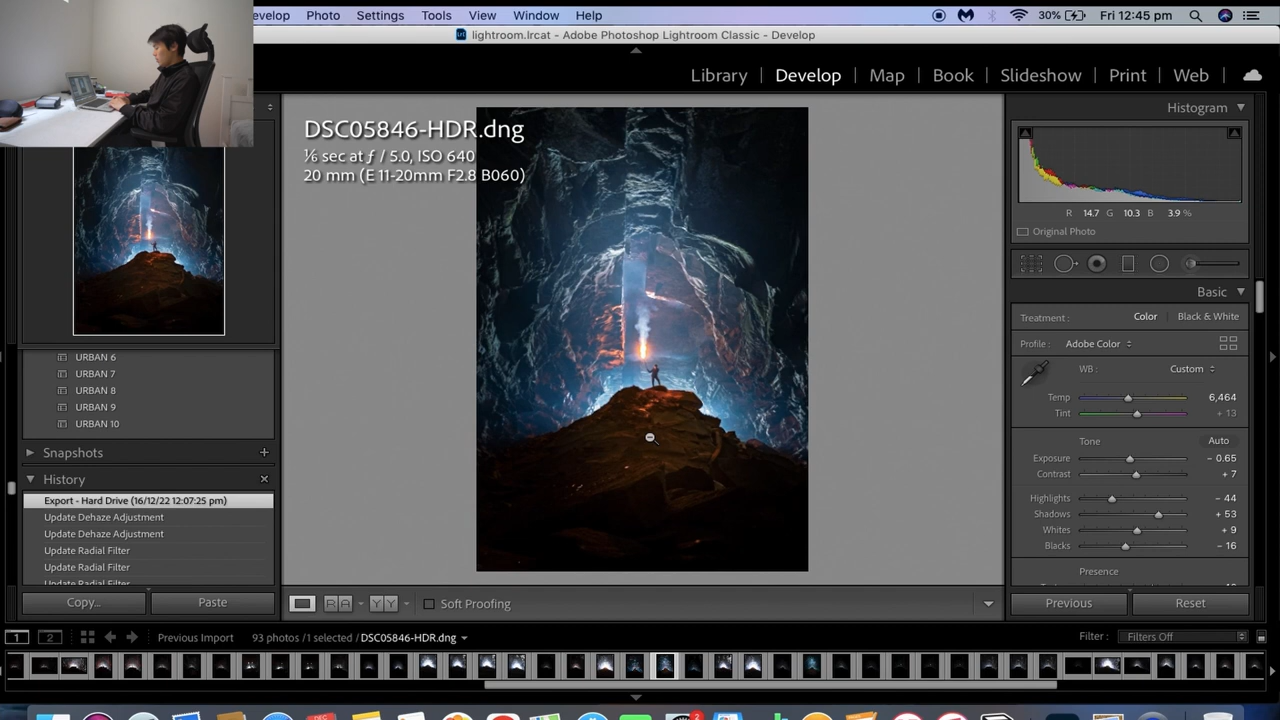 evelop Photo Settings Tools View Window Help
30% Fri 12:45 pm
lightroom.lrcat - Adobe Photoshop Lightroom Classic - Develop
Library | Develop | Map | Book | Slideshow | Print | Web |
DSC05846-HDR.dng
⅙ sec at ƒ / 5.0, ISO 640
20 mm (E 11-20mm F2.8 B060)
URBAN 6
URBAN 7
URBAN 8
URBAN 9
URBAN 10
Snapshots +
History
Export - Hard Drive (16/12/22 12:07:25 pm)
Update Dehaze Adjustment
Update Dehaze Adjustment
Update Radial Filter
Update Radial Filter
Update Radial Filter
Copy... Paste
Histogram
R 14.7 G 10.3 B 3.9 %
Original Photo
Basic
Treatment : Color Black & White
Profile : Adobe Color
WB : Custom
Temp 6,464
Tint + 13
Tone Auto
Exposure - 0.65
Contrast + 7
Highlights - 44
Shadows + 53
Whites + 9
Blacks - 16
Presence
Previous Reset
R A Y Y Soft Proofing
1 2 Previous Import 93 photos / 1 selected / DSC05846-HDR.dng
Filter : Filters Off
DEC
2